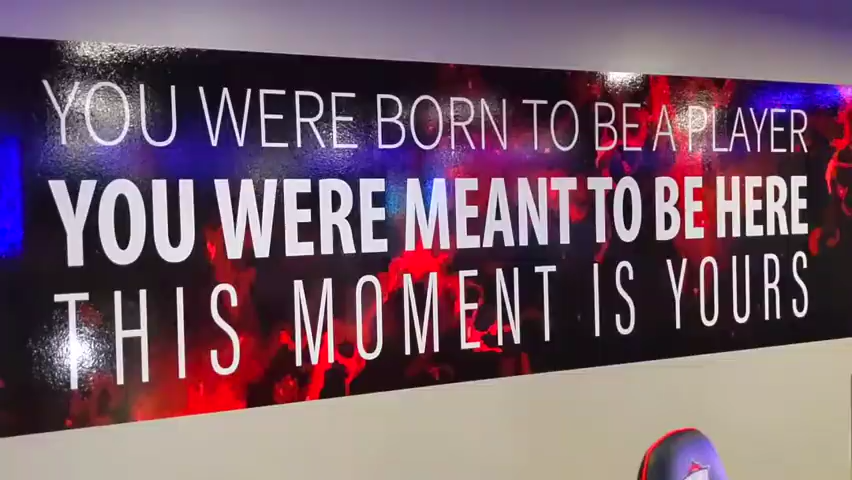 YOU WERE BORN TO BE A PLAYER
YOU WERE MEANT TO BE HERE
THIS MOMENT IS YOURS